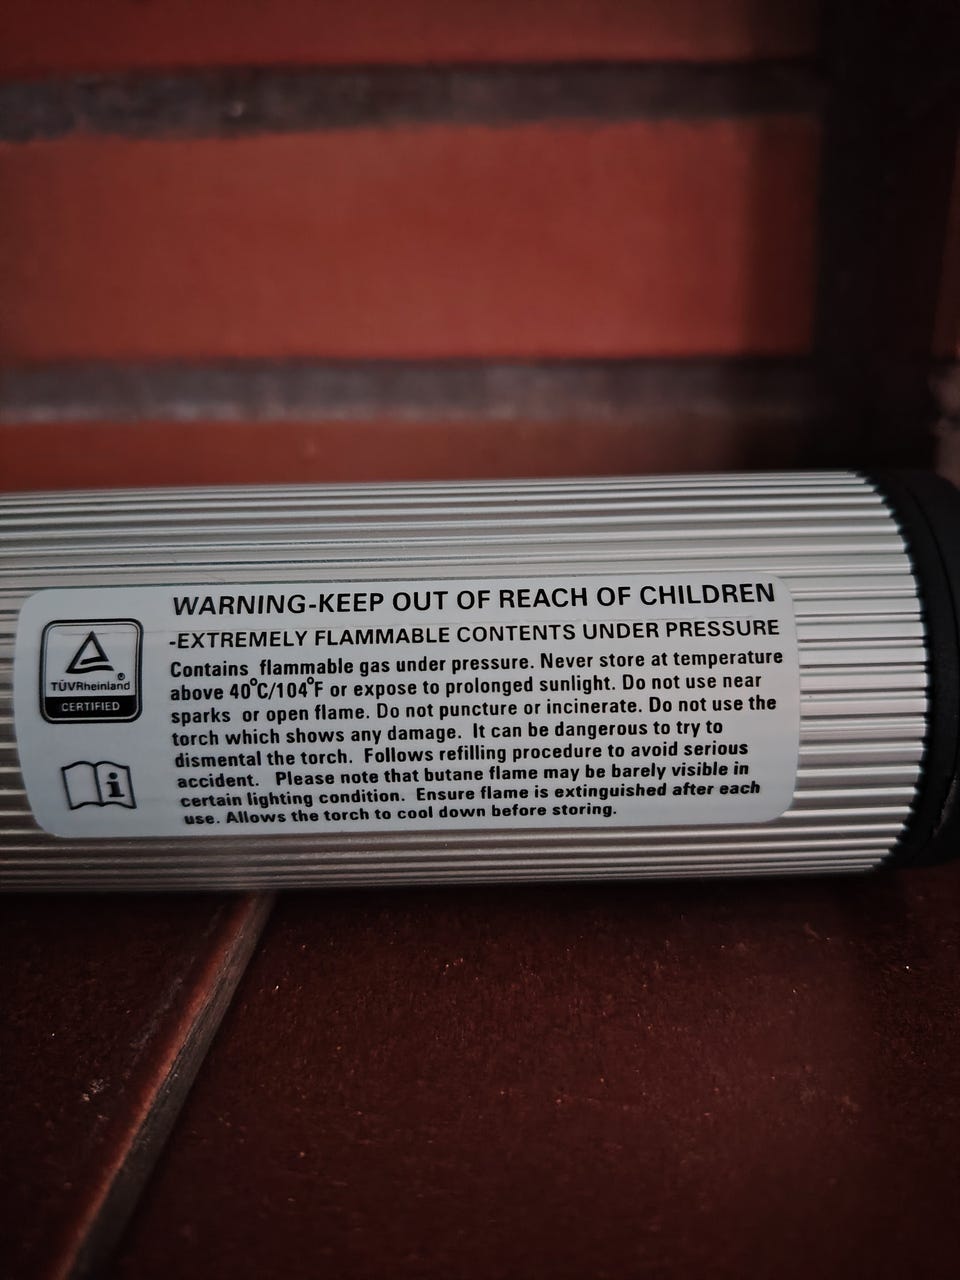 WARNING-KEEP OUT OF REACH OF CHILDREN
-EXTREMELY FLAMMABLE CONTENTS UNDER PRESSURE
Contains flammable gas under pressure. Never store at temperature
above 40°C/104°F or expose to prolonged sunlight. Do not use near
sparks or open flame. Do not puncture or incinerate. Do not use the
torch which shows any damage. It can be dangerous to try to
dismental the torch. Follows refilling procedure to avoid serious
accident. Please note that butane flame may be barely visible in
certain lighting condition. Ensure flame is extinguished after each
use. Allows the torch to cool down before storing.
TÜVRheinland®
CERTIFIED
i